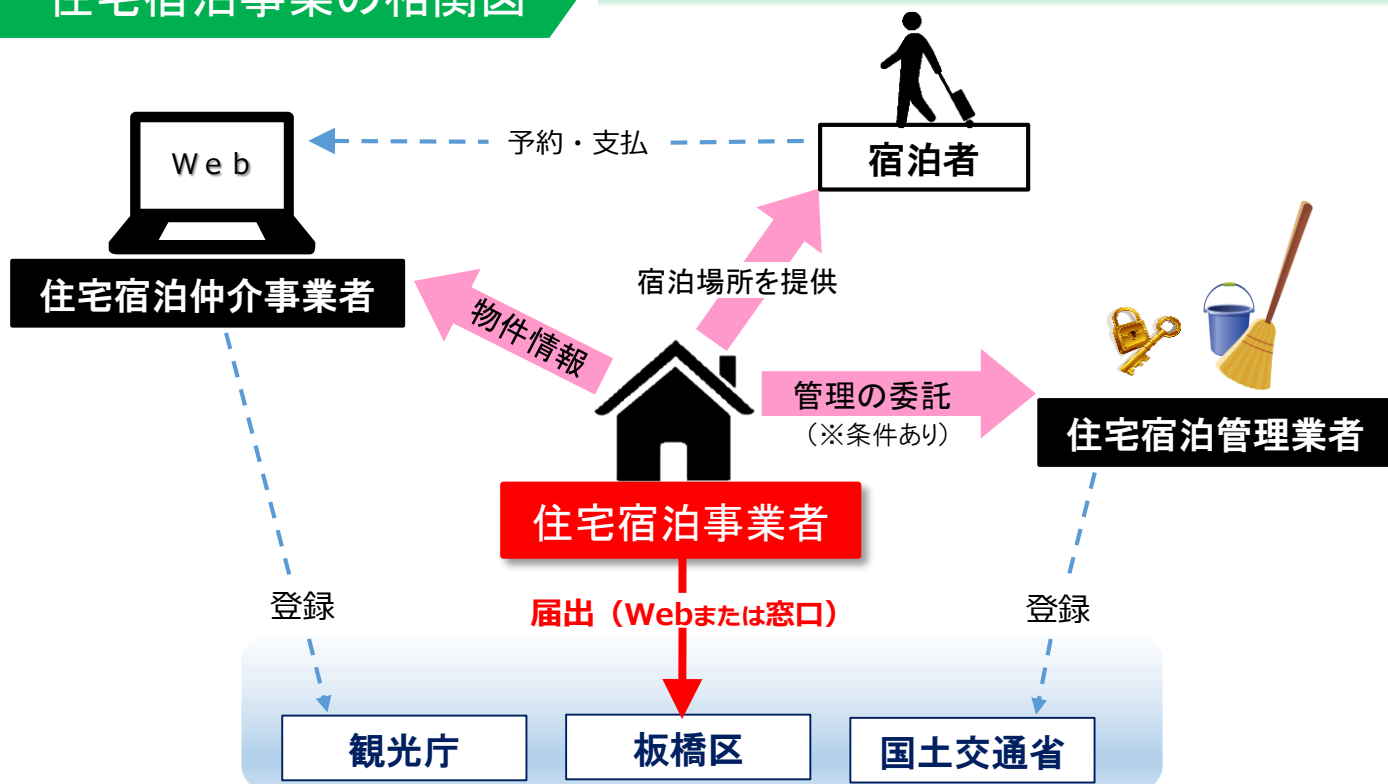 住宅宿泊事業の相関図
Web
予約・支払
宿泊者
住宅宿泊仲介事業者
物件情報
宿泊場所を提供
管理の委託
（※条件あり）
住宅宿泊管理業者
住宅宿泊事業者
登録
届出（Webまたは窓口）
登録
観光庁
板橋区
国土交通省